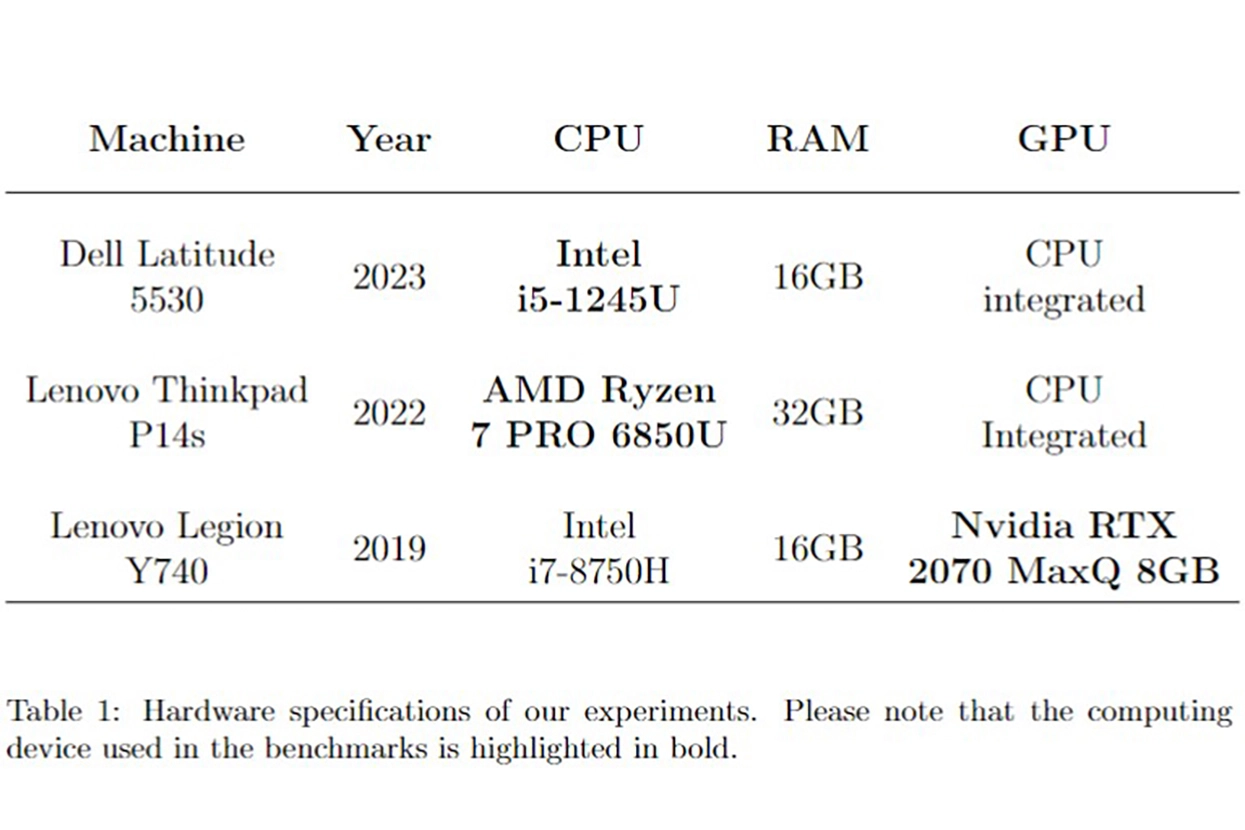 Machine Year CPU RAM GPU
Dell Latitude 5530 2023 Intel i5-1245U 16GB CPU integrated
Lenovo Thinkpad P14s 2022 AMD Ryzen 7 PRO 6850U 32GB CPU Integrated
Lenovo Legion Y740 2019 Intel i7-8750H 16GB Nvidia RTX 2070 MaxQ 8GB
Table 1: Hardware specifications of our experiments. Please note that the computing
device used in the benchmarks is highlighted in bold.